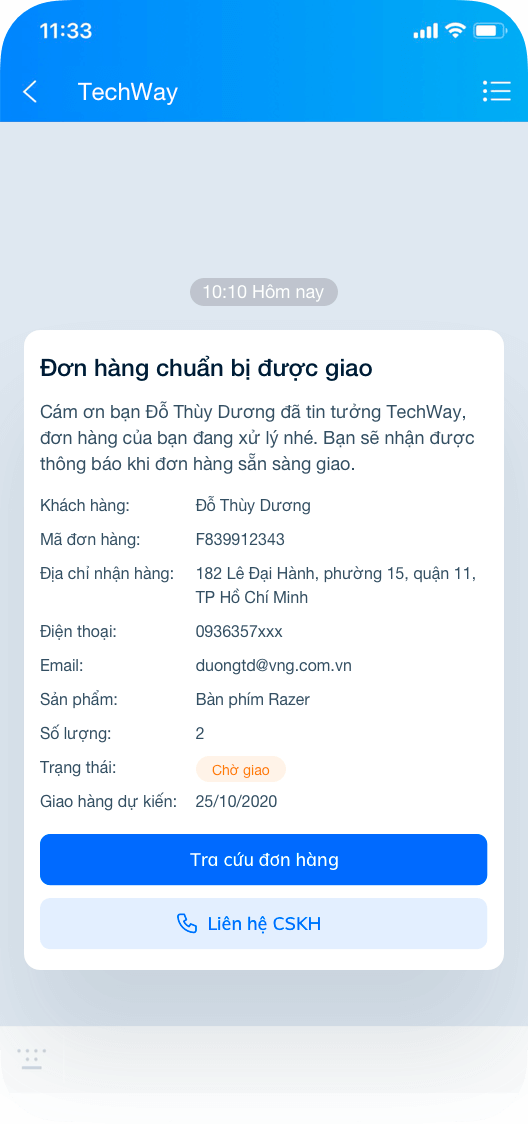 11:33
TechWay
10:10 Hôm nay
Đơn hàng chuẩn bị được giao
Cám ơn bạn Đỗ Thùy Dương đã tin tưởng TechWay,
đơn hàng của bạn đang xử lý nhé. Bạn sẽ nhận được
thông báo khi đơn hàng sẵn sàng giao.
Khách hàng: Đỗ Thùy Dương
Mã đơn hàng: F839912343
Địa chỉ nhận hàng: 182 Lê Đại Hành, phường 15, quận 11,
TP Hồ Chí Minh
Điện thoại: 0936357xxx
Email: duongtd@vng.com.vn
Sản phẩm: Bàn phím Razer
Số lượng: 2
Trạng thái: Chờ giao
Giao hàng dự kiến: 25/10/2020
Tra cứu đơn hàng
Liên hệ CSKH